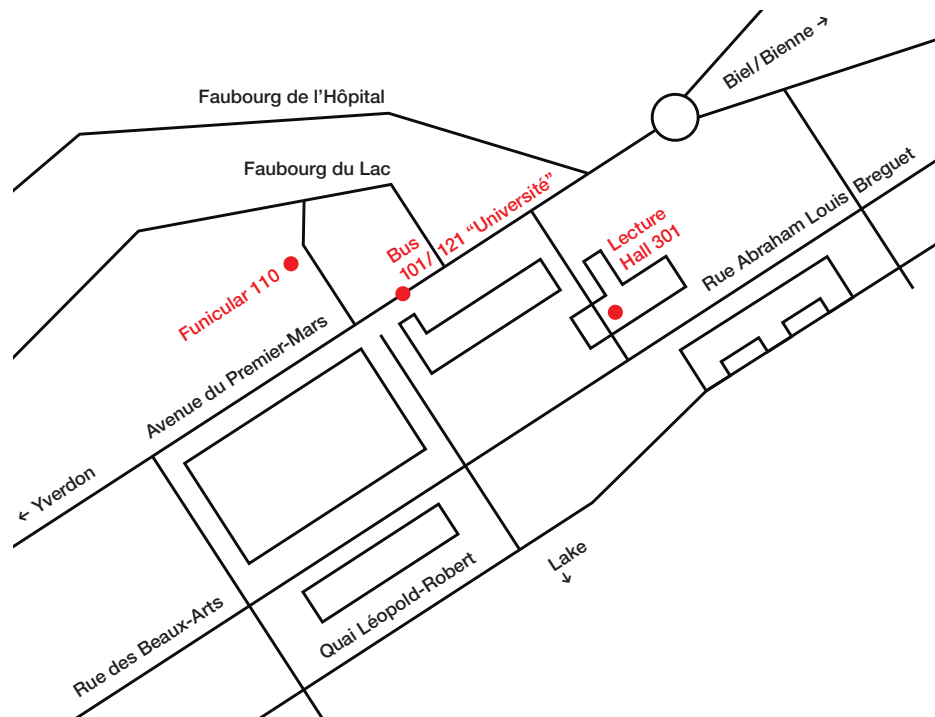 Biel/Bienne →
Faubourg de l’Hôpital
Faubourg du Lac
Bus
101/121 “Université”
Lecture
Hall 301
Rue Abraham Louis Breguet
Funicular 110
Avenue du Premier-Mars
← Yverdon
Lake
↓
Quai Léopold-Robert
Rue des Beaux-Arts